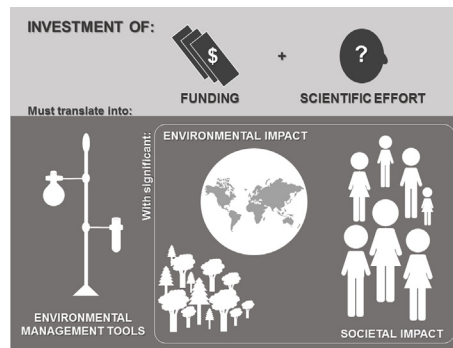 INVESTMENT OF:
$
+
?
FUNDING
SCIENTIFIC EFFORT
Must translate into:
With significant:
ENVIRONMENTAL IMPACT
ENVIRONMENTAL
MANAGEMENT TOOLS
SOCIETAL IMPACT